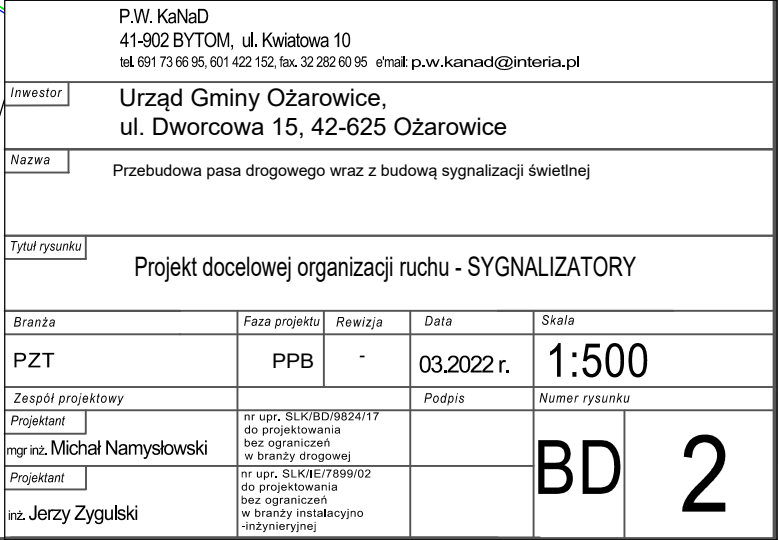 P.W. KaNaD
41-902 BYTOM, ul. Kwiatowa 10
tel. 691 73 66 95, 601 422 152, fax. 32 282 60 95 e'mail: p.w.kanad@interia.pl
Inwestor
Urząd Gminy Ożarowice,
ul. Dworcowa 15, 42-625 Ożarowice
Nazwa
Przebudowa pasa drogowego wraz z budową sygnalizacji świetlnej
Tytuł rysunku
Projekt docelowej organizacji ruchu - SYGNALIZATORY
Branża Faza projektu Rewizja Data Skala
PZT PPB - 03.2022 r. 1:500
Zespół projektowy Podpis Numer rysunku
Projektant
mgr inż. Michał Namysłowski
nr upr. SLK/BD/9824/17
do projektowania
bez ograniczeń
w branży drogowej
Projektant
inż. Jerzy Zygulski
nr upr. SLK/IE/7899/02
do projektowania
bez ograniczeń
w branży instalacyjno
-inżynieryjnej
BD 2